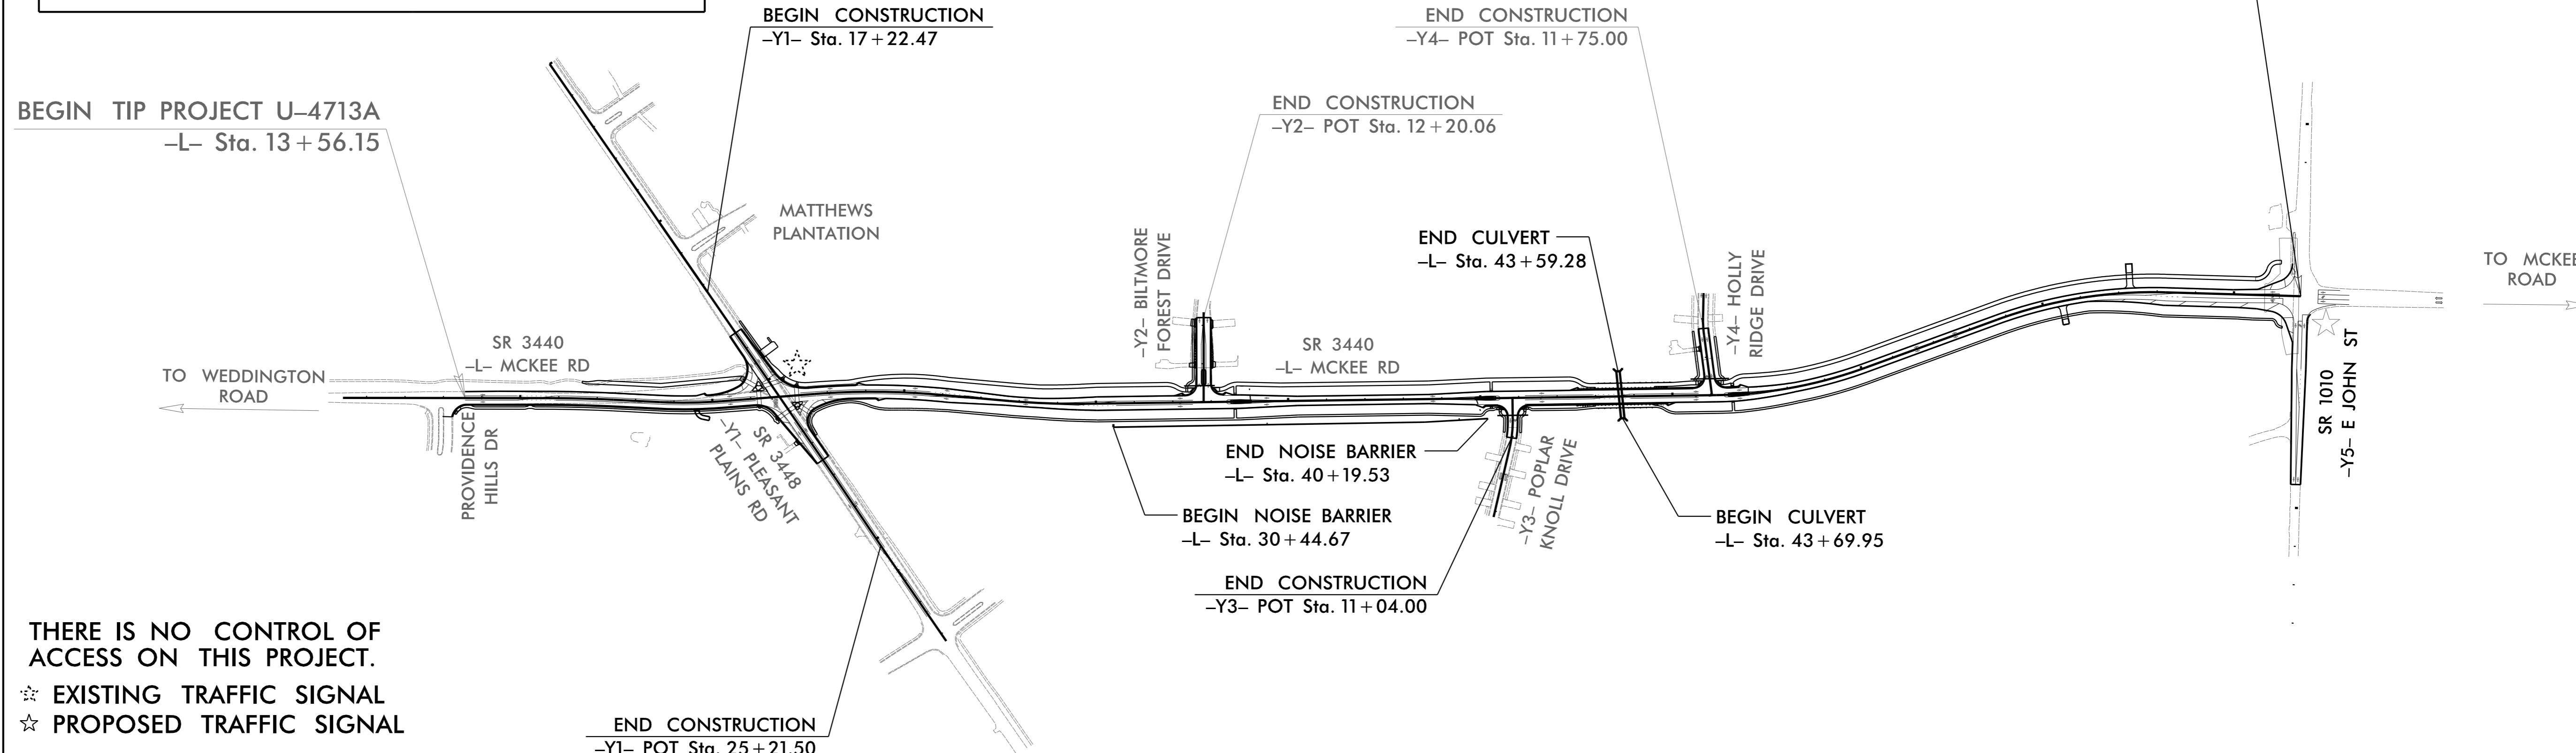 BEGIN CONSTRUCTION
–Y1– Sta. 17+22.47
END CONSTRUCTION
–Y4– POT Sta. 11+75.00
BEGIN TIP PROJECT U–4713A
–L– Sta. 13+56.15
END CONSTRUCTION
–Y2– POT Sta. 12+20.06
MATTHEWS
PLANTATION
END CULVERT
–L– Sta. 43+59.28
–Y2– BILTMORE
FOREST DRIVE
–Y4– HOLLY
RIDGE DRIVE
TO MCKEE
ROAD
SR 3440
–L– MCKEE RD
SR 3440
–L– MCKEE RD
TO WEDDINGTON
ROAD
PROVIDENCE
HILLS DR
SR 3448
–Y1– PLEASANT
PLAINS RD
SR 1010
–Y5– E JOHN ST
END NOISE BARRIER
–L– Sta. 40+19.53
–Y3– POPLAR
KNOLL DRIVE
BEGIN NOISE BARRIER
–L– Sta. 30+44.67
BEGIN CULVERT
–L– Sta. 43+69.95
END CONSTRUCTION
–Y3– POT Sta. 11+04.00
THERE IS NO CONTROL OF
ACCESS ON THIS PROJECT.
EXISTING TRAFFIC SIGNAL
PROPOSED TRAFFIC SIGNAL
END CONSTRUCTION
–Y1– POT Sta. 25+21.50